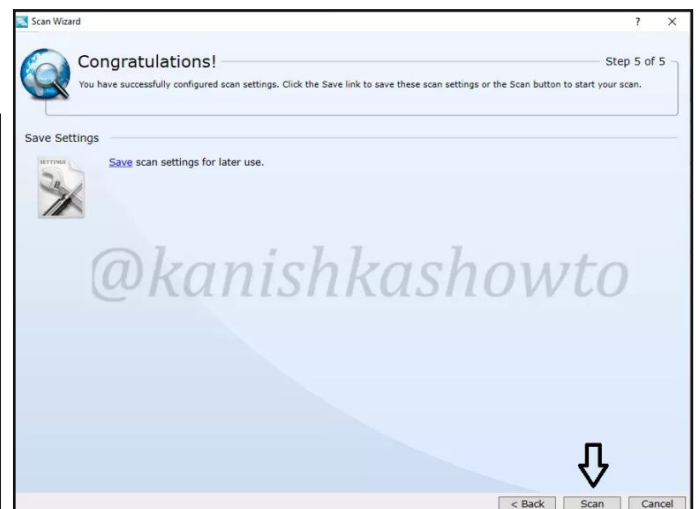 Scan Wizard ? X
Congratulations! Step 5 of 5
You have successfully configured scan settings. Click the Save link to save these scan settings or the Scan button to start your scan.
Save Settings
SETTINGS
Save scan settings for later use.
@kanishkashowto
< Back Scan Cancel